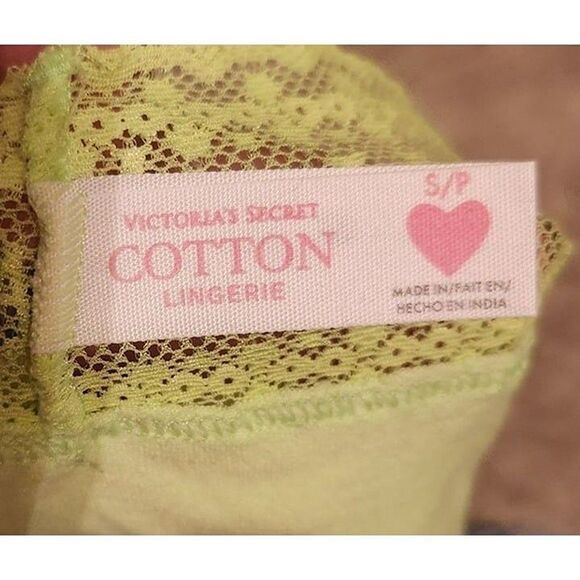 VICTORIA'S SECRET
COTTON
LINGERIE
S/P
MADE IN/FAIT EN/
HECHO EN INDIA